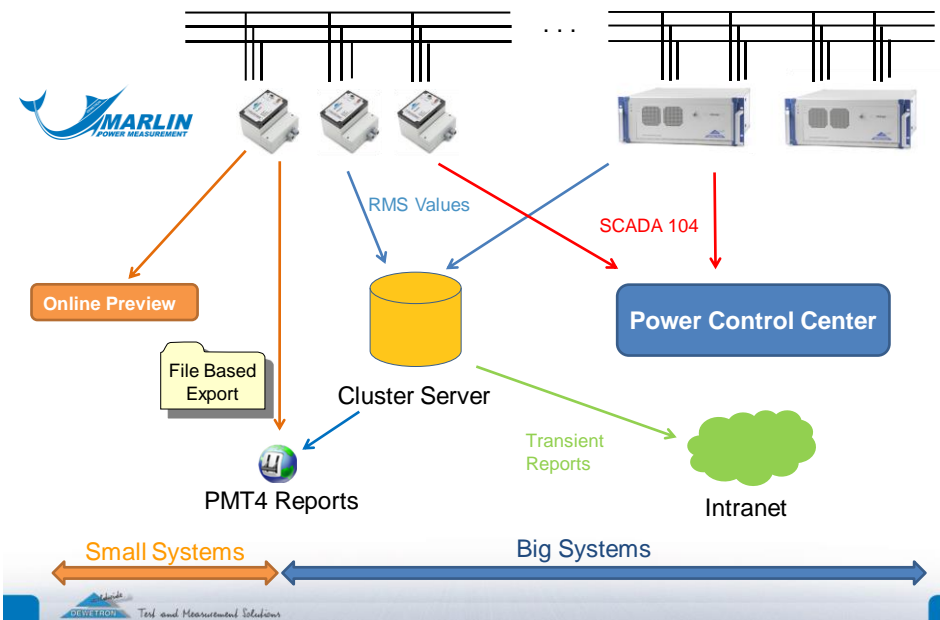 . . .
MARLIN
POWER MEASUREMENT
RMS Values
SCADA 104
Online Preview
Power Control Center
File Based
Export
Cluster Server
Transient
Reports
PMT4 Reports
Intranet
Small Systems
Big Systems
DEWETRON
Test and Measurement Solutions